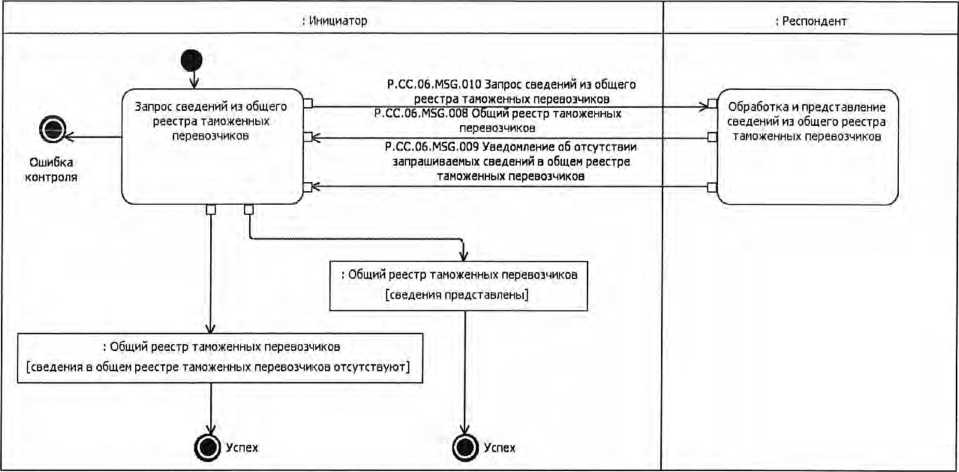 : Инициатор
: Респондент
Запрос сведений из общего
реестра таможенных
перевозчиков
P.CC.06.MSG.010 Запрос сведений из общего
реестра таможенных перевозчиков
P.CC.06.MSG.008 Общий реестр таможенных
перевозчиков
P.CC.06.MSG.009 Уведомление об отсутствии
запрашиваемых сведений в общем реестре
таможенных перевозчиков
Обработка и представление
сведений из общего реестра
таможенных перевозчиков
Ошибка
контроля
: Общий реестр таможенных перевозчиков
[сведения представлены]
: Общий реестр таможенных перевозчиков
[сведения в общем реестре таможенных перевозчиков отсутствуют]
Успех
Успех